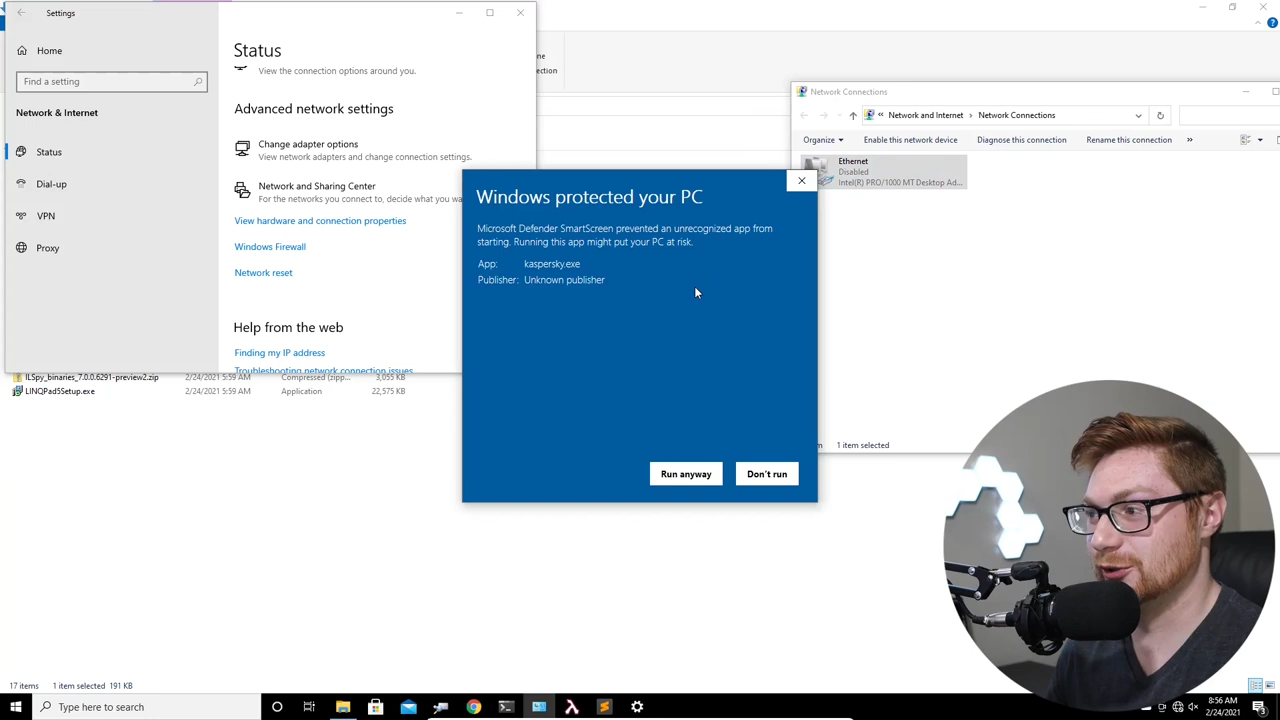 Settings
Home
Find a setting
Network & Internet
Status
Dial-up
VPN
Proxy
Status
View the connection options around you.
Advanced network settings
Change adapter options
View network adapters and change connection settings.
Network and Sharing Center
For the networks you connect to, decide what you wa
View hardware and connection properties
Windows Firewall
Network reset
Help from the web
Finding my IP address
Troubleshooting network connection issues
ne
ection
Network Connections
« Network and Internet > Network Connections
Organize Enable this network device Diagnose this connection Rename this connection »
Ethernet
Disabled
Intel(R) PRO/1000 MT Desktop Ad...
1 item selected
Windows protected your PC
Microsoft Defender SmartScreen prevented an unrecognized app from
starting. Running this app might put your PC at risk.
App: kaspersky.exe
Publisher: Unknown publisher
Run anyway Don't run
ILSpy_binaries_7.0.0.6291-preview2.zip 2/24/2021 5:59 AM Compressed (zipp... 3,055 KB
LINQPad5Setup.exe 2/24/2021 5:59 AM Application 22,575 KB
17 items 1 item selected 191 KB
Type here to search
8:56 AM
2/24/2021